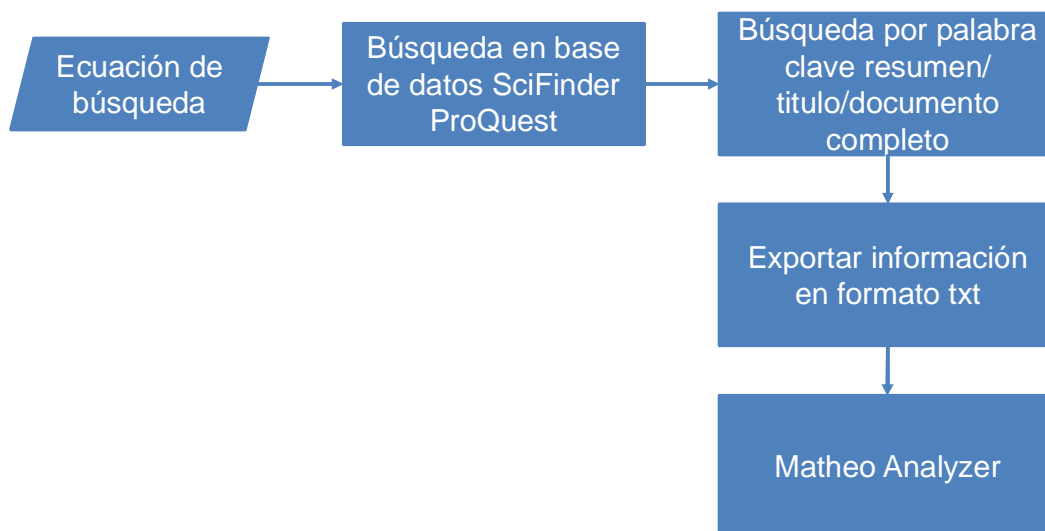 Ecuación de
búsqueda
Búsqueda en base
de datos SciFinder
ProQuest
Búsqueda por palabra
clave resumen/
titulo/documento
completo
Exportar información
en formato txt
Matheo Analyzer